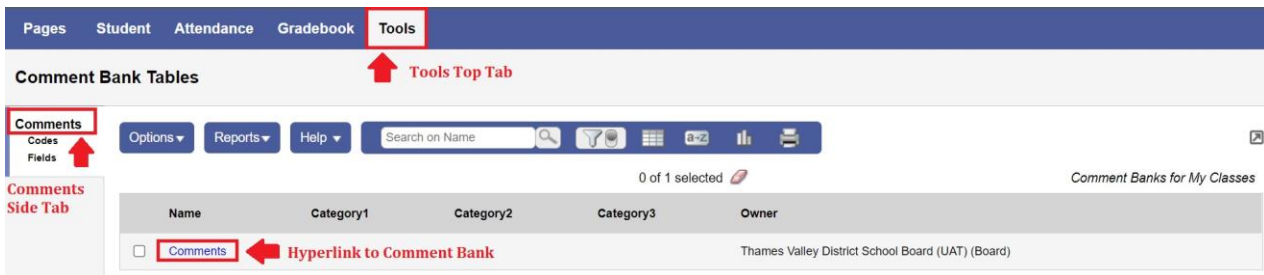 Pages Student Attendance Gradebook Tools
Comment Bank Tables
Tools Top Tab
Comments
Codes
Fields
Comments
Side Tab
Options Reports Help Search on Name a-z
0 of 1 selected Comment Banks for My Classes
Name Category1 Category2 Category3 Owner
Comments Hyperlink to Comment Bank Thames Valley District School Board (UAT) (Board)